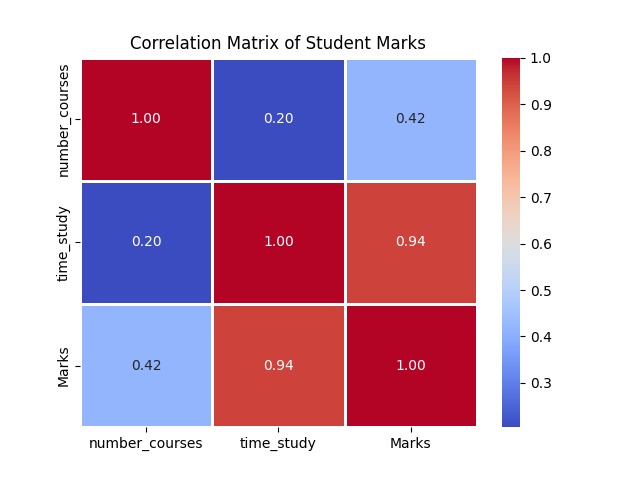 Correlation Matrix of Student Marks
number_courses
1.00
0.20
0.42
time_study
0.20
1.00
0.94
Marks
0.42
0.94
1.00
number_courses
time_study
Marks
1.0
0.9
0.8
0.7
0.6
0.5
0.4
0.3